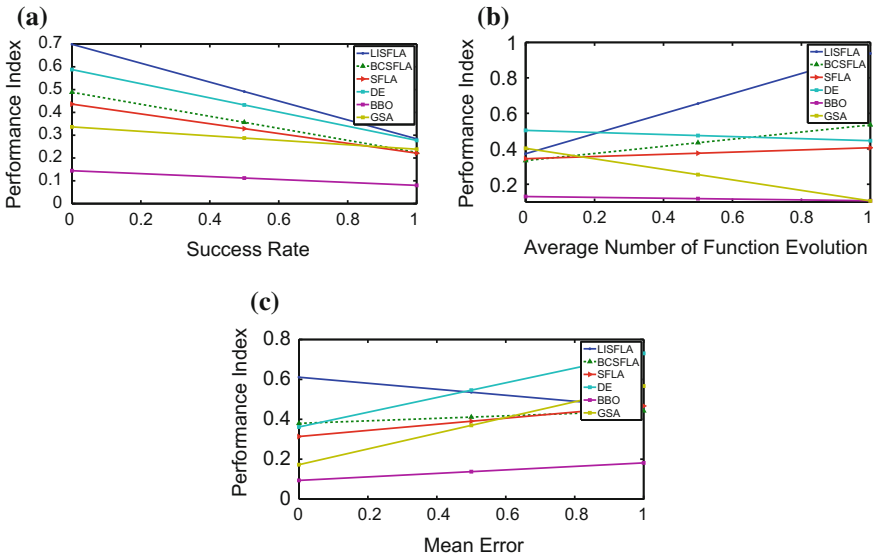 (a)
Performance Index
0.7
0.6
0.5
0.4
0.3
0.2
0.1
0
0 0.2 0.4 0.6 0.8 1
Success Rate
LISFLA
BCSFLA
SFLA
DE
BBO
GSA
(b)
Performance Index
1
0.8
0.6
0.4
0.2
0 0.2 0.4 0.6 0.8 1
Average Number of Function Evolution
LISFLA
BCSFLA
SFLA
DE
BBO
GSA
(c)
Performance Index
0.8
0.6
0.4
0.2
0
0 0.2 0.4 0.6 0.8 1
Mean Error
LISFLA
BCSFLA
SFLA
DE
BBO
GSA